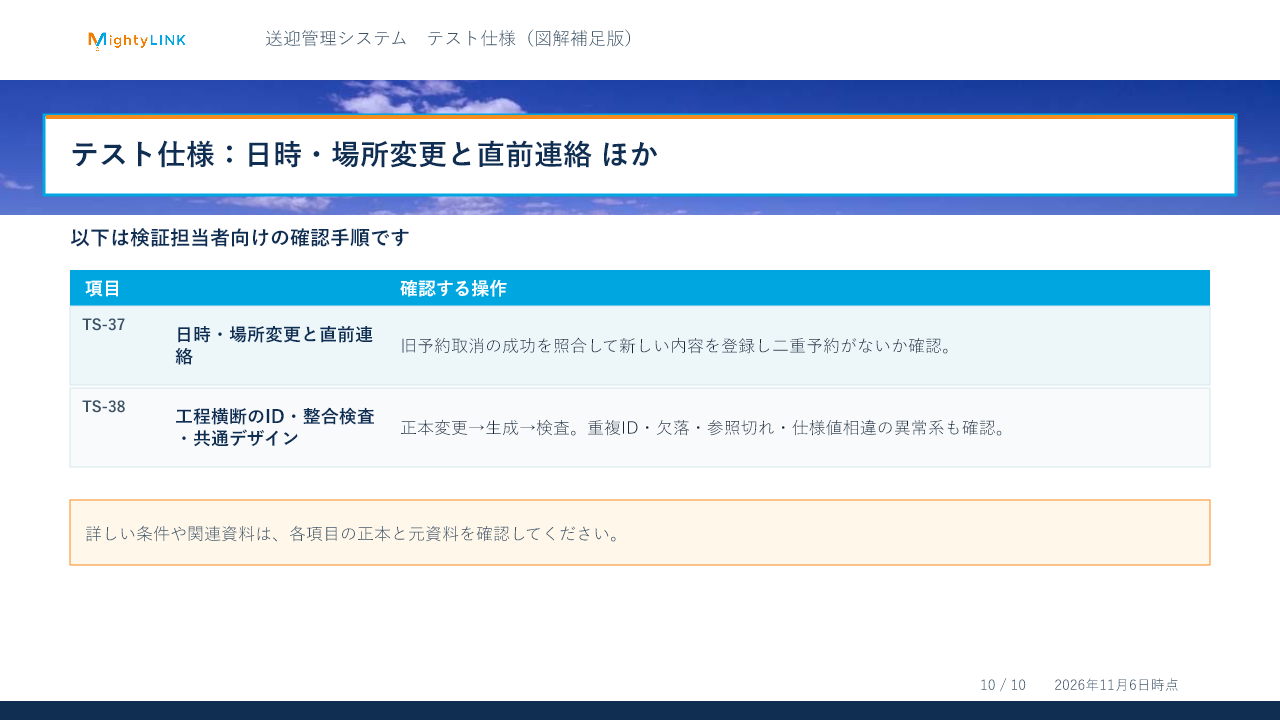 MightyLINK
送迎管理システム　テスト仕様（図解補足版）
テスト仕様：日時・場所変更と直前連絡 ほか
以下は検証担当者向けの確認手順です
項目
確認する操作
TS-37
日時・場所変更と直前連
絡
旧予約取消の成功を照合して新しい内容を登録し二重予約がないか確認。
TS-38
工程横断のID・整合検査
・共通デザイン
正本変更→生成→検査。重複ID・欠落・参照切れ・仕様値相違の異常系も確認。
詳しい条件や関連資料は、各項目の正本と元資料を確認してください。
10 / 10　2026年11月6日時点